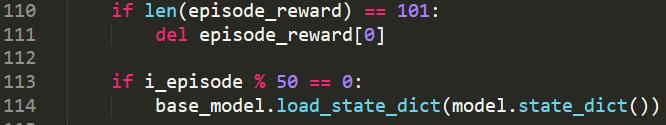 110 if len(episode_reward) == 101:
111 del episode_reward[0]
112
113 if i_episode % 50 == 0:
114 base_model.load_state_dict(model.state_dict())